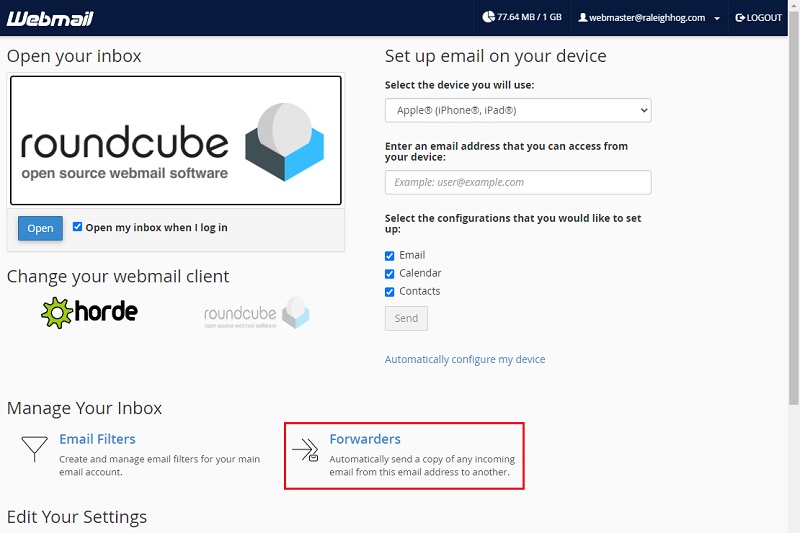 Webmail
77.64 MB / 1 GB
webmaster@raleighhog.com
LOGOUT
Open your inbox
roundcube
open source webmail software
Open
Open my inbox when I log in
Change your webmail client
horde
roundcube
open source webmail software
Set up email on your device
Select the device you will use:
Apple® (iPhone®, iPad®)
Enter an email address that you can access from
your device:
Example: user@example.com
Select the configurations that you would like to set
up:
Email
Calendar
Contacts
Send
Automatically configure my device
Manage Your Inbox
Email Filters
Create and manage email filters for your main
email account.
Forwarders
Automatically send a copy of any incoming
email from this email address to another.
Edit Your Settings